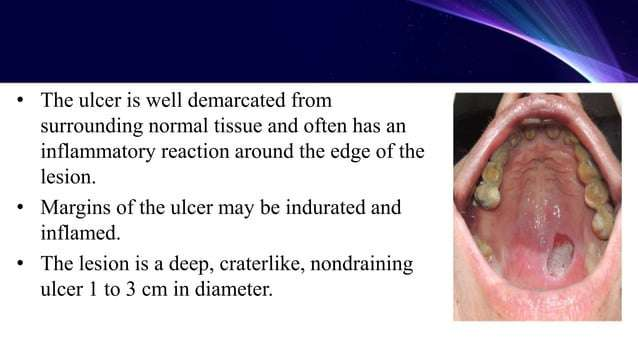 • The ulcer is well demarcated from
surrounding normal tissue and often has an
inflammatory reaction around the edge of the
lesion.
• Margins of the ulcer may be indurated and
inflamed.
• The lesion is a deep, craterlike, nondraining
ulcer 1 to 3 cm in diameter.